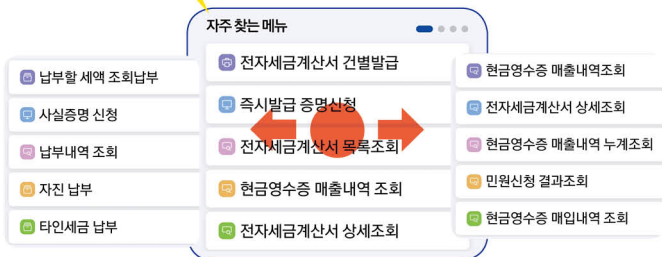 자주 찾는 메뉴
납부할 세액 조회납부
사실증명 신청
납부내역 조회
자진 납부
타인세금 납부
전자세금계산서 건별발급
즉시발급 증명신청
전자세금계산서 목록조회
현금영수증 매출내역 조회
전자세금계산서 상세조회
현금영수증 매출내역조회
전자세금계산서 상세조회
현금영수증 매출내역 누계조회
민원신청 결과조회
현금영수증 매입내역 조회